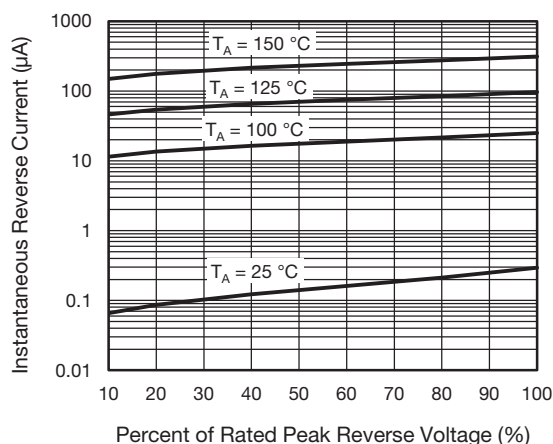 Instantaneous Reverse Current (µA)
1000
100
10
1
0.1
0.01
T_A = 150 °C
T_A = 125 °C
T_A = 100 °C
T_A = 25 °C
10 20 30 40 50 60 70 80 90 100
Percent of Rated Peak Reverse Voltage (%)